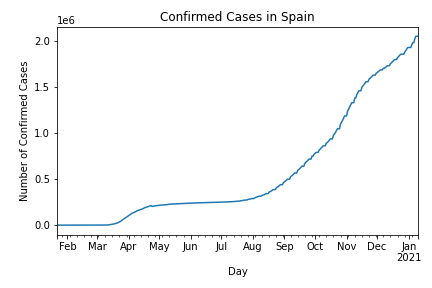 Confirmed Cases in Spain
1e6
Number of Confirmed Cases
2.0
1.5
1.0
0.5
0.0
Feb Mar Apr May Jun Jul Aug Sep Oct Nov Dec Jan
2021
Day